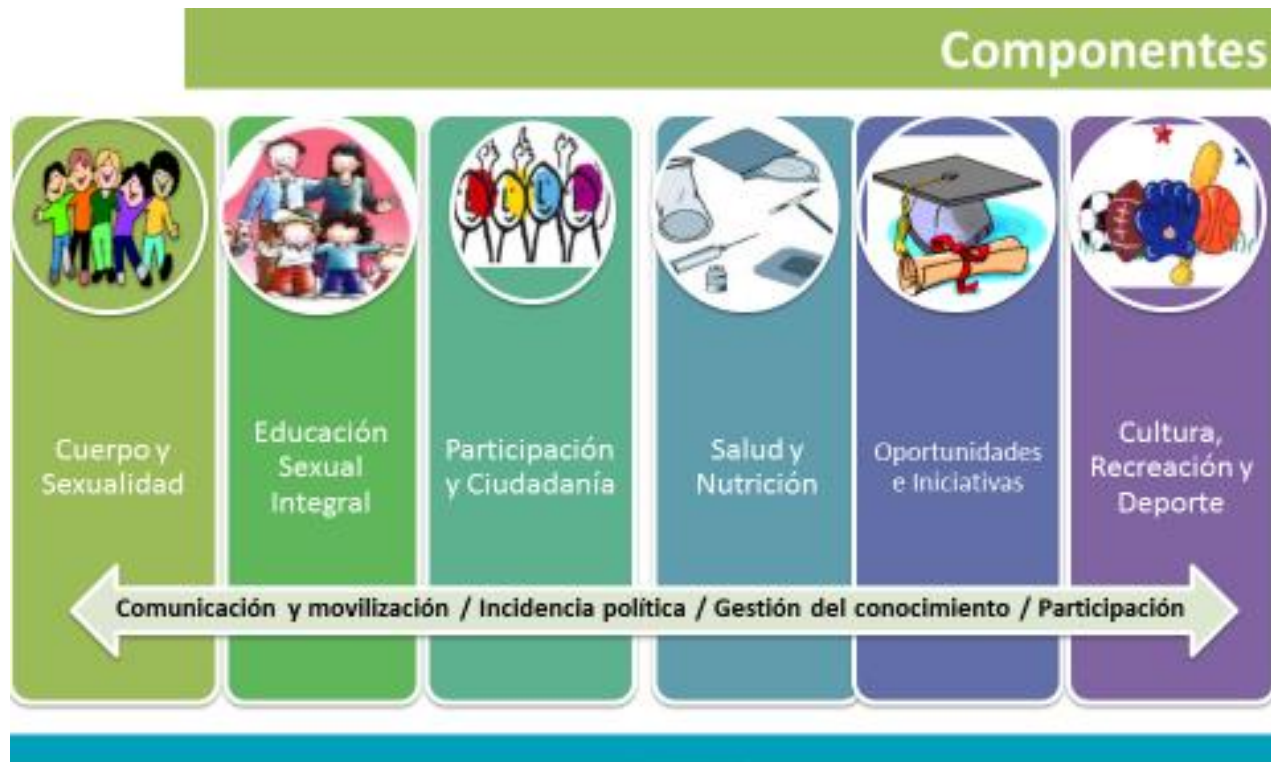 Componentes
Cuerpo y
Sexualidad
Educación
Sexual
Integral
Participación
y Ciudadanía
Salud y
Nutrición
Oportunidades
e Iniciativas
Cultura,
Recreación y
Deporte
Comunicación y movilización / Incidencia política / Gestión del conocimiento / Participación